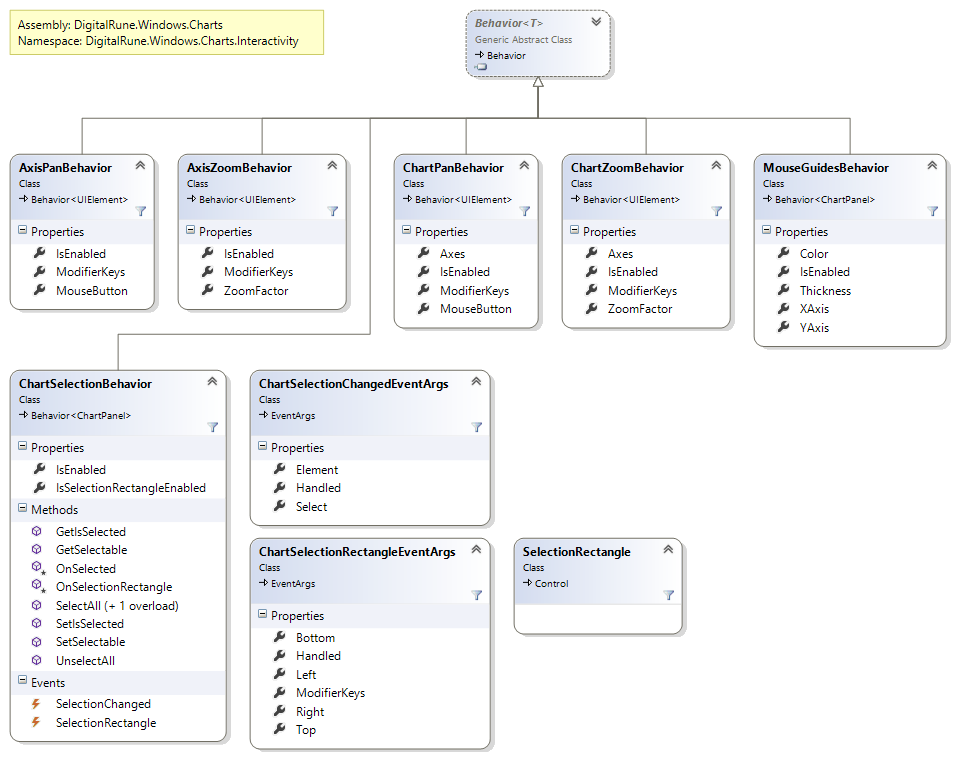 Assembly: DigitalRune.Windows.Charts
Namespace: DigitalRune.Windows.Charts.Interactivity
Behavior<T>
Generic Abstract Class
Behavior
AxisPanBehavior
Class
Behavior<UIElement>
Properties
IsEnabled
ModifierKeys
MouseButton
AxisZoomBehavior
Class
Behavior<UIElement>
Properties
IsEnabled
ModifierKeys
ZoomFactor
ChartPanBehavior
Class
Behavior<UIElement>
Properties
Axes
IsEnabled
ModifierKeys
MouseButton
ChartZoomBehavior
Class
Behavior<UIElement>
Properties
Axes
IsEnabled
ModifierKeys
ZoomFactor
MouseGuidesBehavior
Class
Behavior<ChartPanel>
Properties
Color
IsEnabled
Thickness
XAxis
YAxis
ChartSelectionBehavior
Class
Behavior<ChartPanel>
Properties
IsEnabled
IsSelectionRectangleEnabled
Methods
GetIsSelected
GetSelectable
OnSelected
OnSelectionRectangle
SelectAll (+ 1 overload)
SetIsSelected
SetSelectable
UnselectAll
Events
SelectionChanged
SelectionRectangle
ChartSelectionChangedEventArgs
Class
EventArgs
Properties
Element
Handled
Select
ChartSelectionRectangleEventArgs
Class
EventArgs
Properties
Bottom
Handled
Left
ModifierKeys
Right
Top
SelectionRectangle
Class
Control